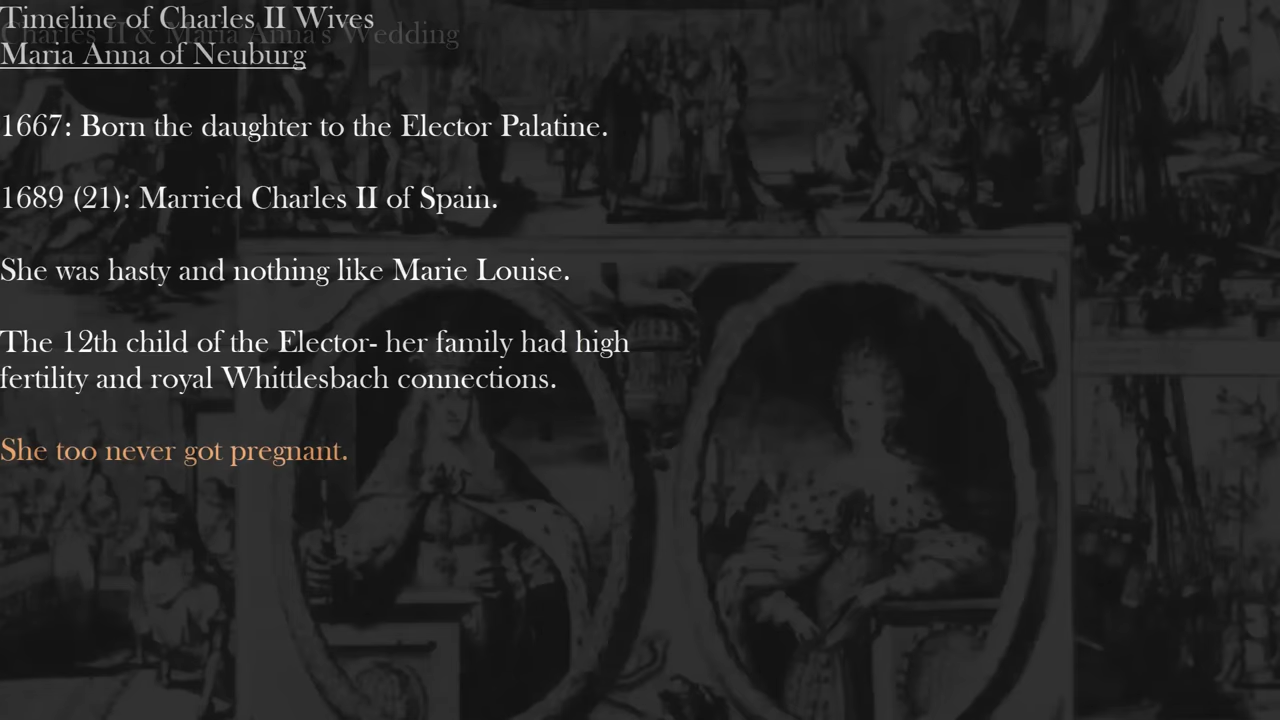 Timeline of Charles II Wives
Charles II & Maria Anna's Wedding
Maria Anna of Neuburg
1667: Born the daughter to the Elector Palatine.
1689 (21): Married Charles II of Spain.
She was hasty and nothing like Marie Louise.
The 12th child of the Elector- her family had high
fertility and royal Whittlesbach connections.
She too never got pregnant.